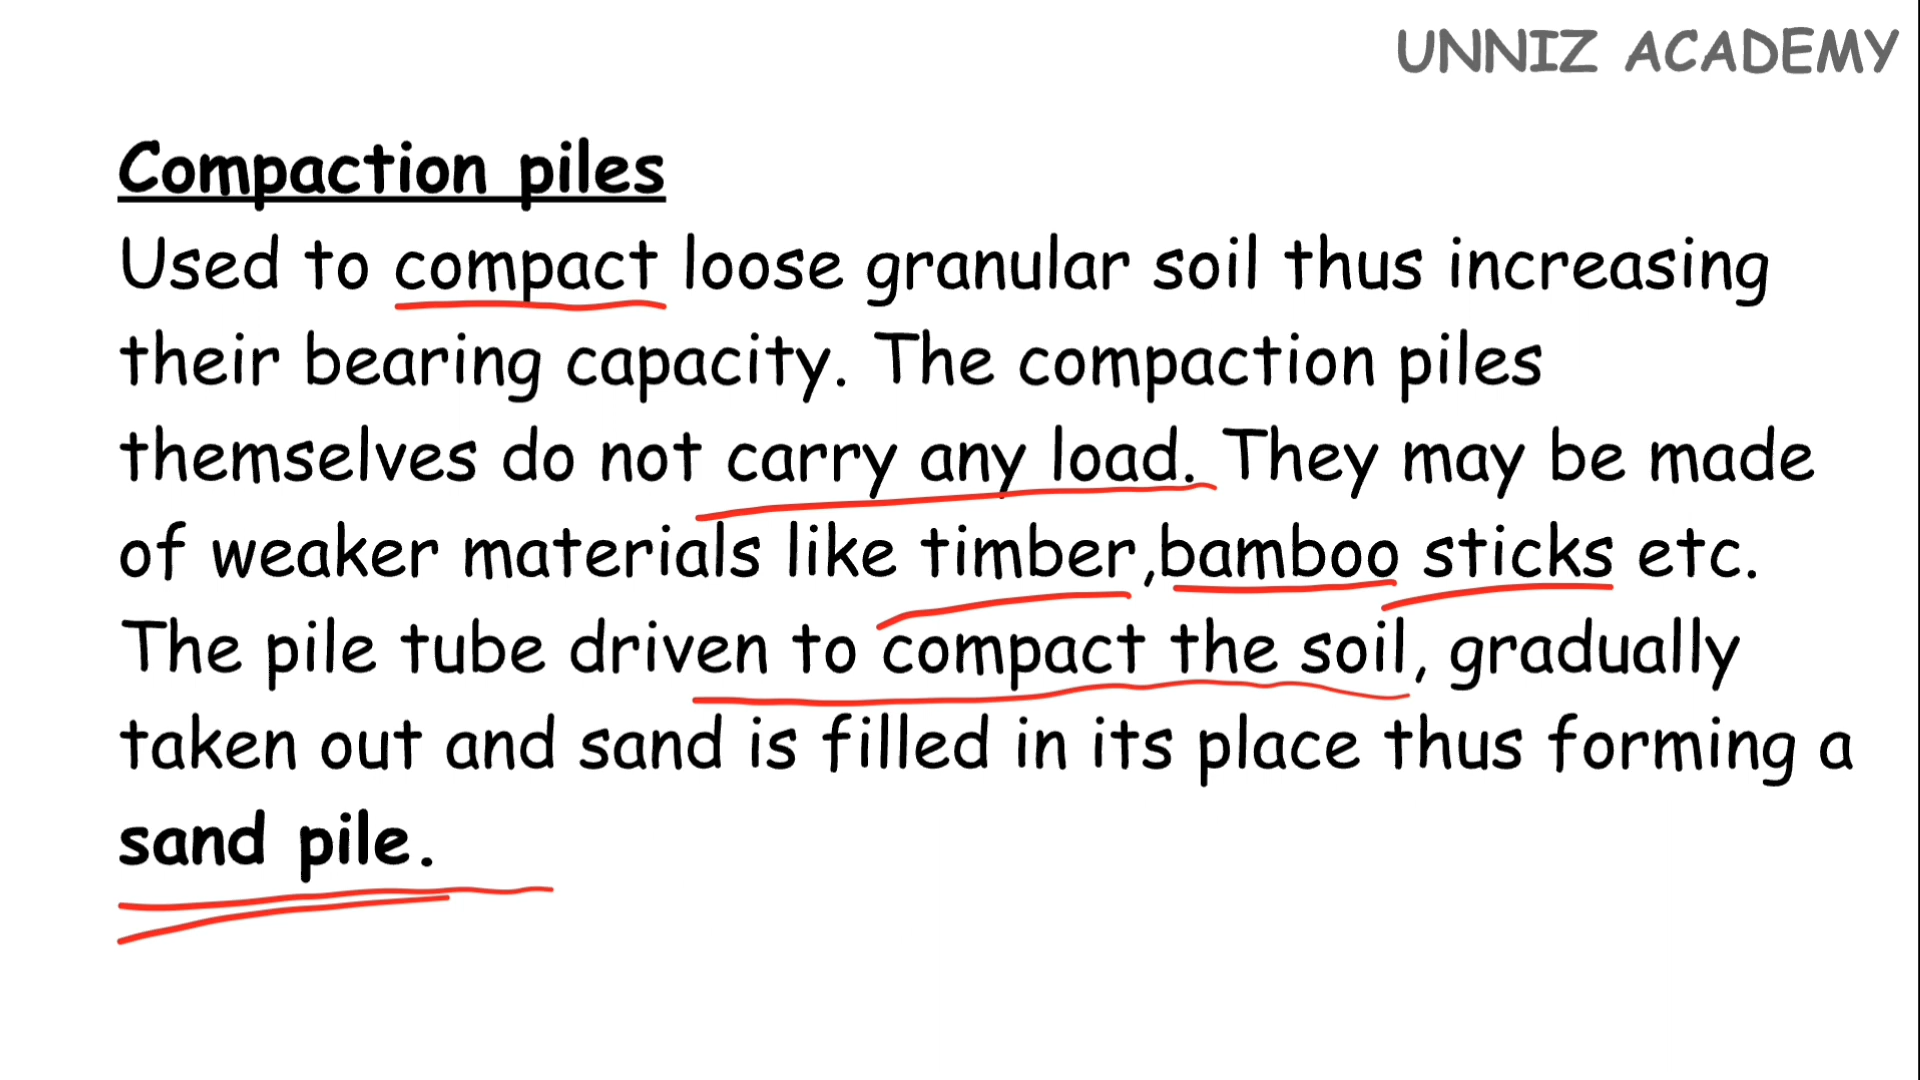 UNNIZ ACADEMY
Compaction piles
Used to compact loose granular soil thus increasing
their bearing capacity. The compaction piles
themselves do not carry any load. They may be made
of weaker materials like timber,bamboo sticks etc.
The pile tube driven to compact the soil, gradually
taken out and sand is filled in its place thus forming a
sand pile.